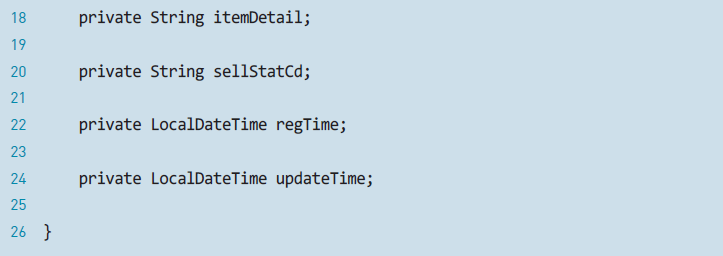 18 private String itemDetail;
19
20 private String sellStatCd;
21
22 private LocalDateTime regTime;
23
24 private LocalDateTime updateTime;
25
26 }